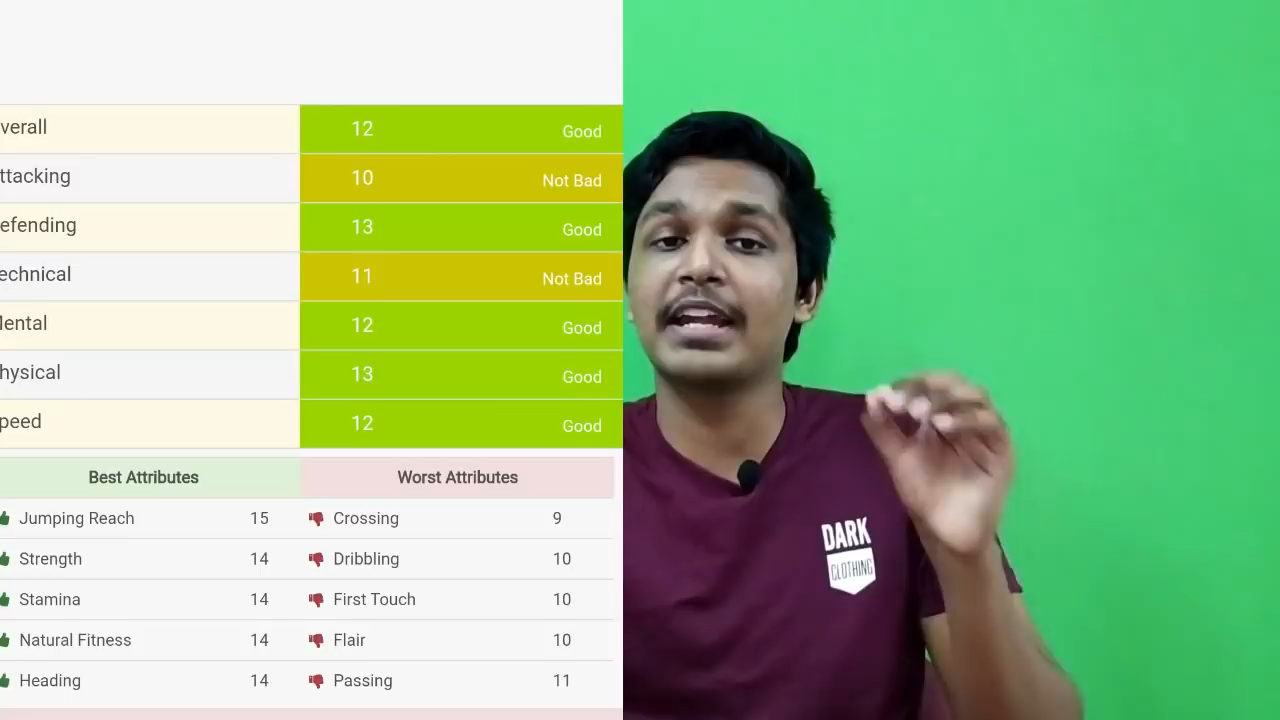 verall 12 Good
ttacking 10 Not Bad
efending 13 Good
echnical 11 Not Bad
ental 12 Good
hysical 13 Good
peed 12 Good
Best Attributes Worst Attributes
Jumping Reach 15 Crossing 9
Strength 14 Dribbling 10
Stamina 14 First Touch 10
Natural Fitness 14 Flair 10
Heading 14 Passing 11
DARK
CLOTHING